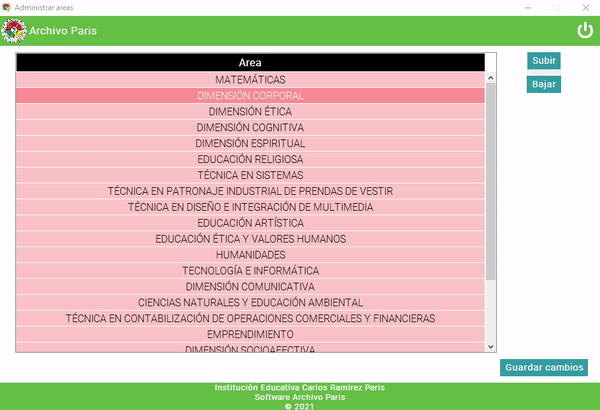 Administrar areas
Archivo Paris
Area
Subir
MATEMÁTICAS
Bajar
DIMENSIÓN CORPORAL
DIMENSIÓN ÉTICA
DIMENSIÓN COGNITIVA
DIMENSIÓN ESPIRITUAL
EDUCACIÓN RELIGIOSA
TÉCNICA EN SISTEMAS
TÉCNICA EN PATRONAJE INDUSTRIAL DE PRENDAS DE VESTIR
TÉCNICA EN DISEÑO E INTEGRACIÓN DE MULTIMEDIA
EDUCACIÓN ARTÍSTICA
EDUCACIÓN ÉTICA Y VALORES HUMANOS
HUMANIDADES
TECNOLOGÍA E INFORMÁTICA
DIMENSIÓN COMUNICATIVA
CIENCIAS NATURALES Y EDUCACIÓN AMBIENTAL
TÉCNICA EN CONTABILIZACIÓN DE OPERACIONES COMERCIALES Y FINANCIERAS
EMPRENDIMIENTO
DIMENSIÓN SOCIOAFECTIVA
Guardar cambios
Institución Educativa Carlos Ramirez Paris
Software Archivo Paris
© 2021